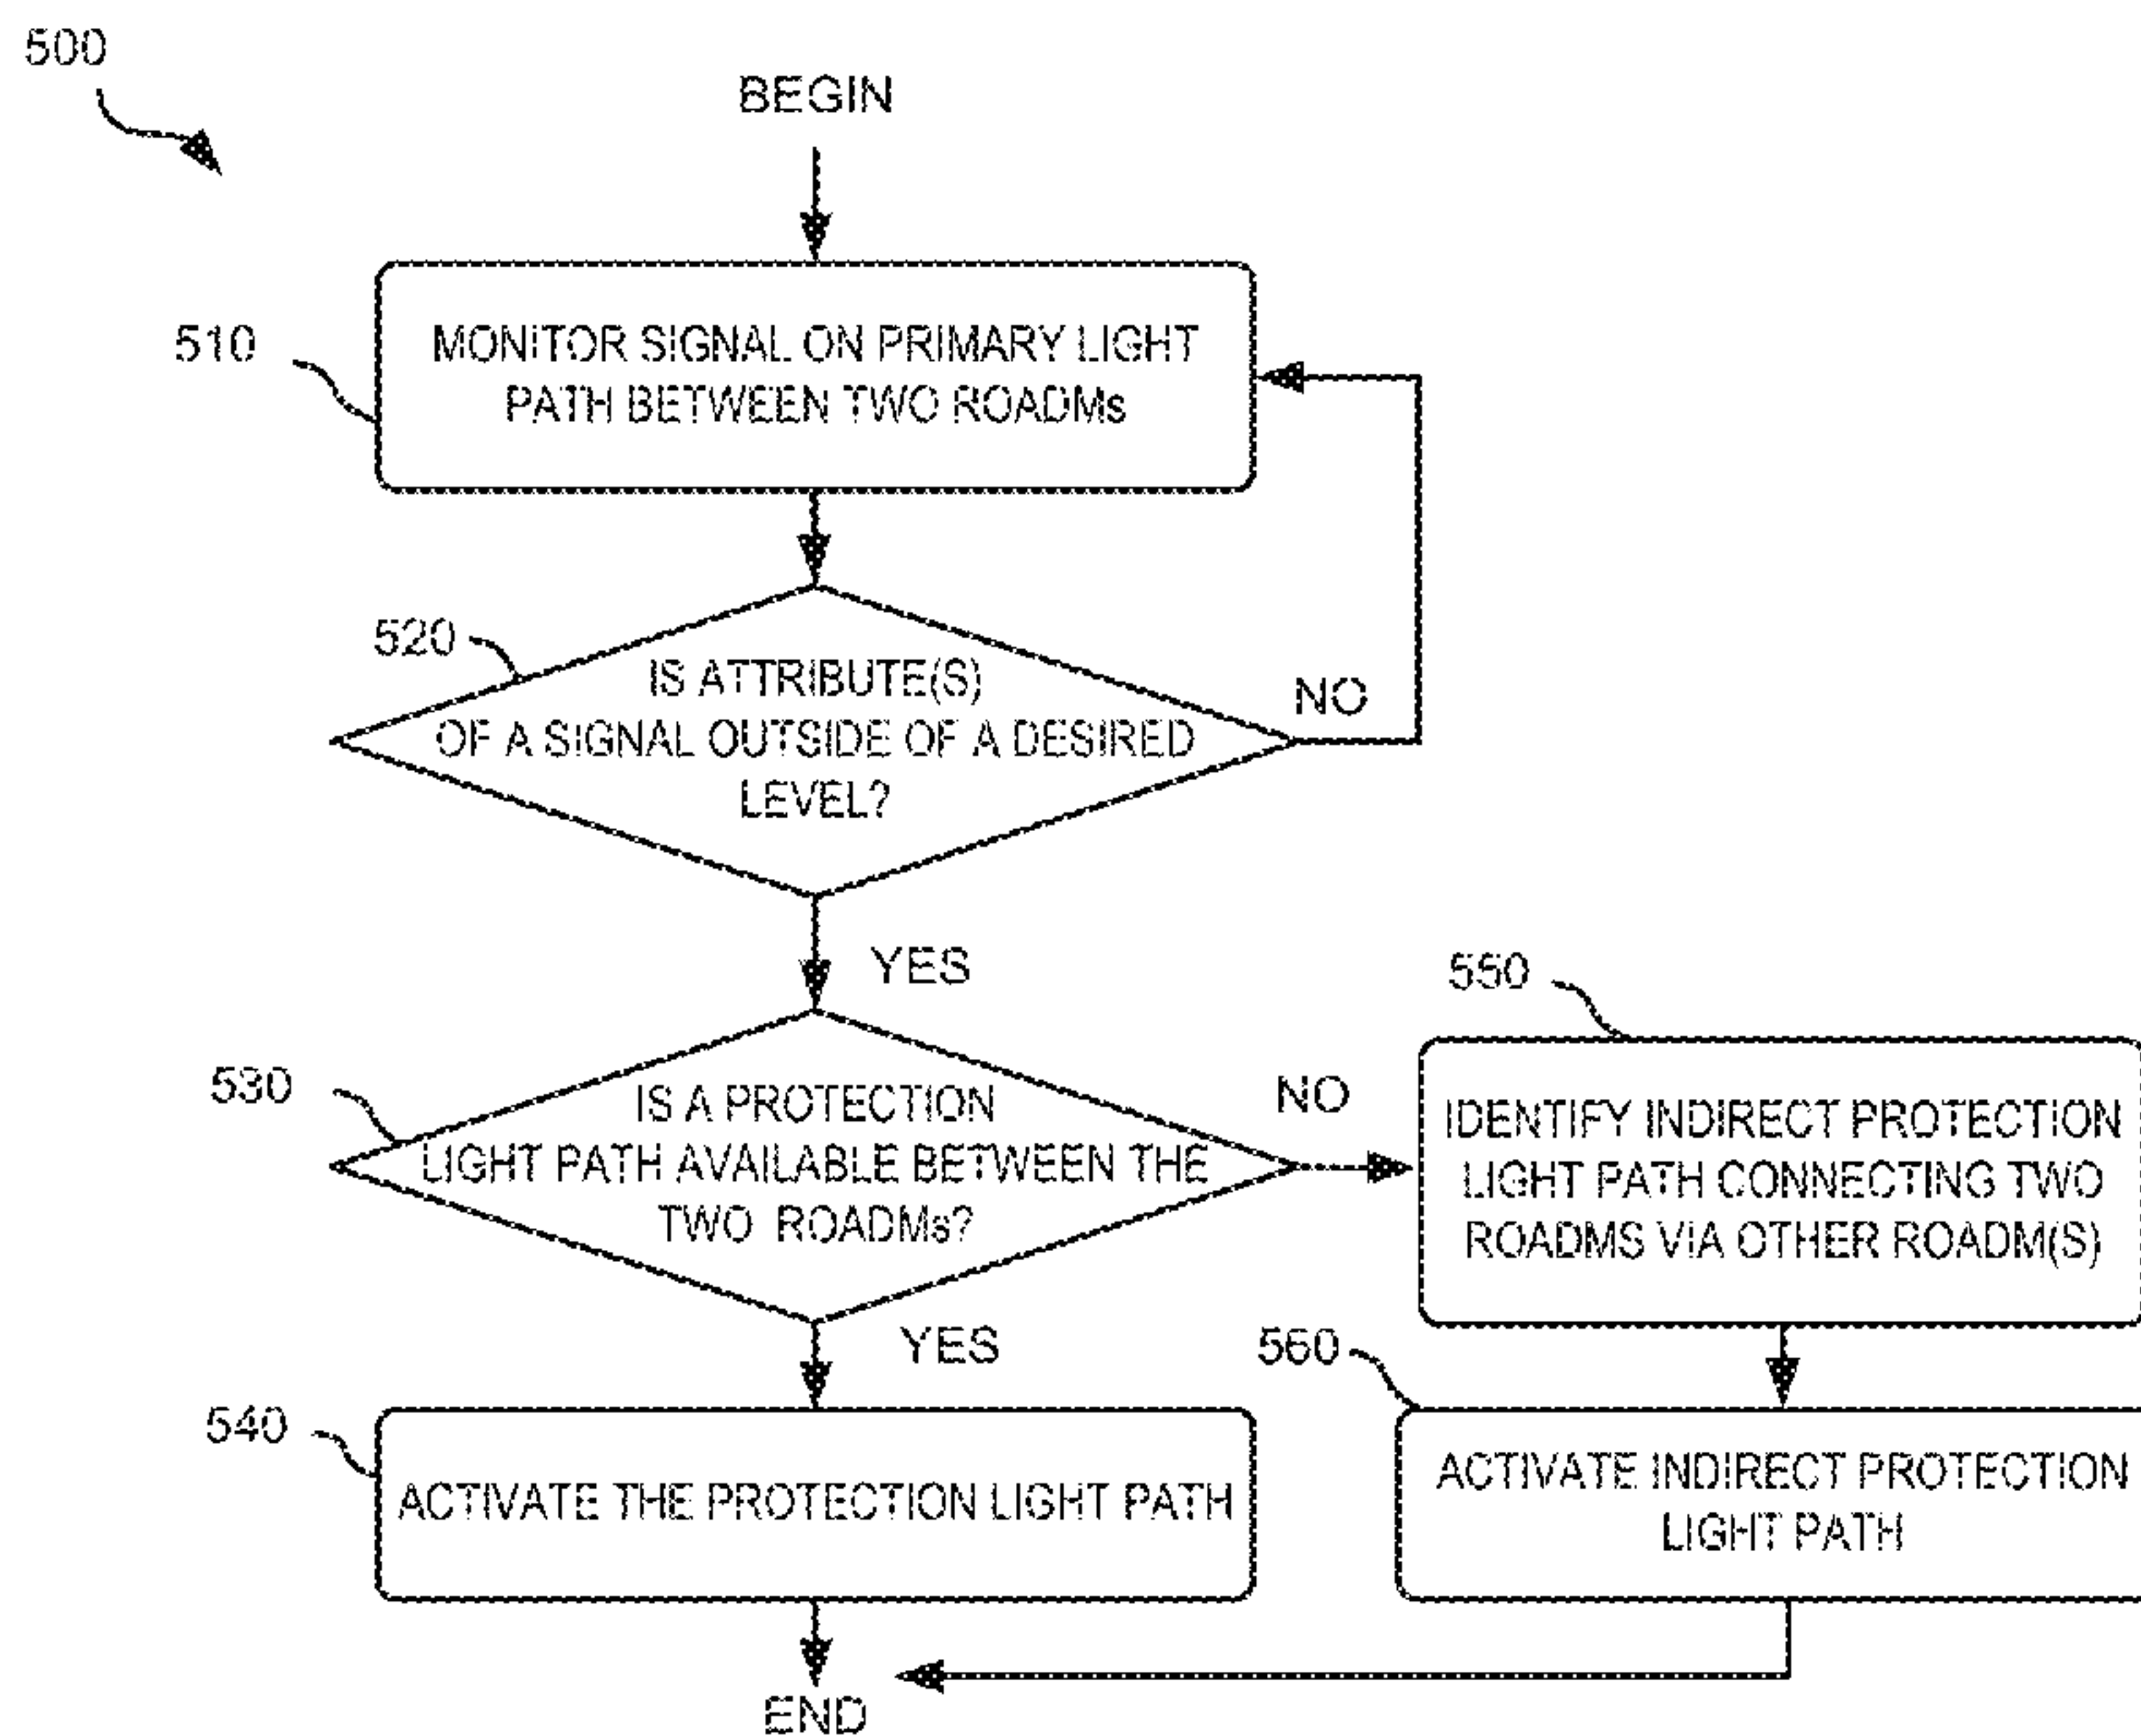 500
BEGIN
510
MONITOR SIGNAL ON PRIMARY LIGHT
PATH BETWEEN TWO ROADMs
520
IS ATTRIBUTE(S)
OF A SIGNAL OUTSIDE OF A DESIRED
LEVEL?
NO
YES
530
IS A PROTECTION
LIGHT PATH AVAILABLE BETWEEN THE
TWO ROADMs?
NO
550
IDENTIFY INDIRECT PROTECTION
LIGHT PATH CONNECTING TWO
ROADMS VIA OTHER ROADM(S)
YES
540
ACTIVATE THE PROTECTION LIGHT PATH
560
ACTIVATE INDIRECT PROTECTION
LIGHT PATH
END